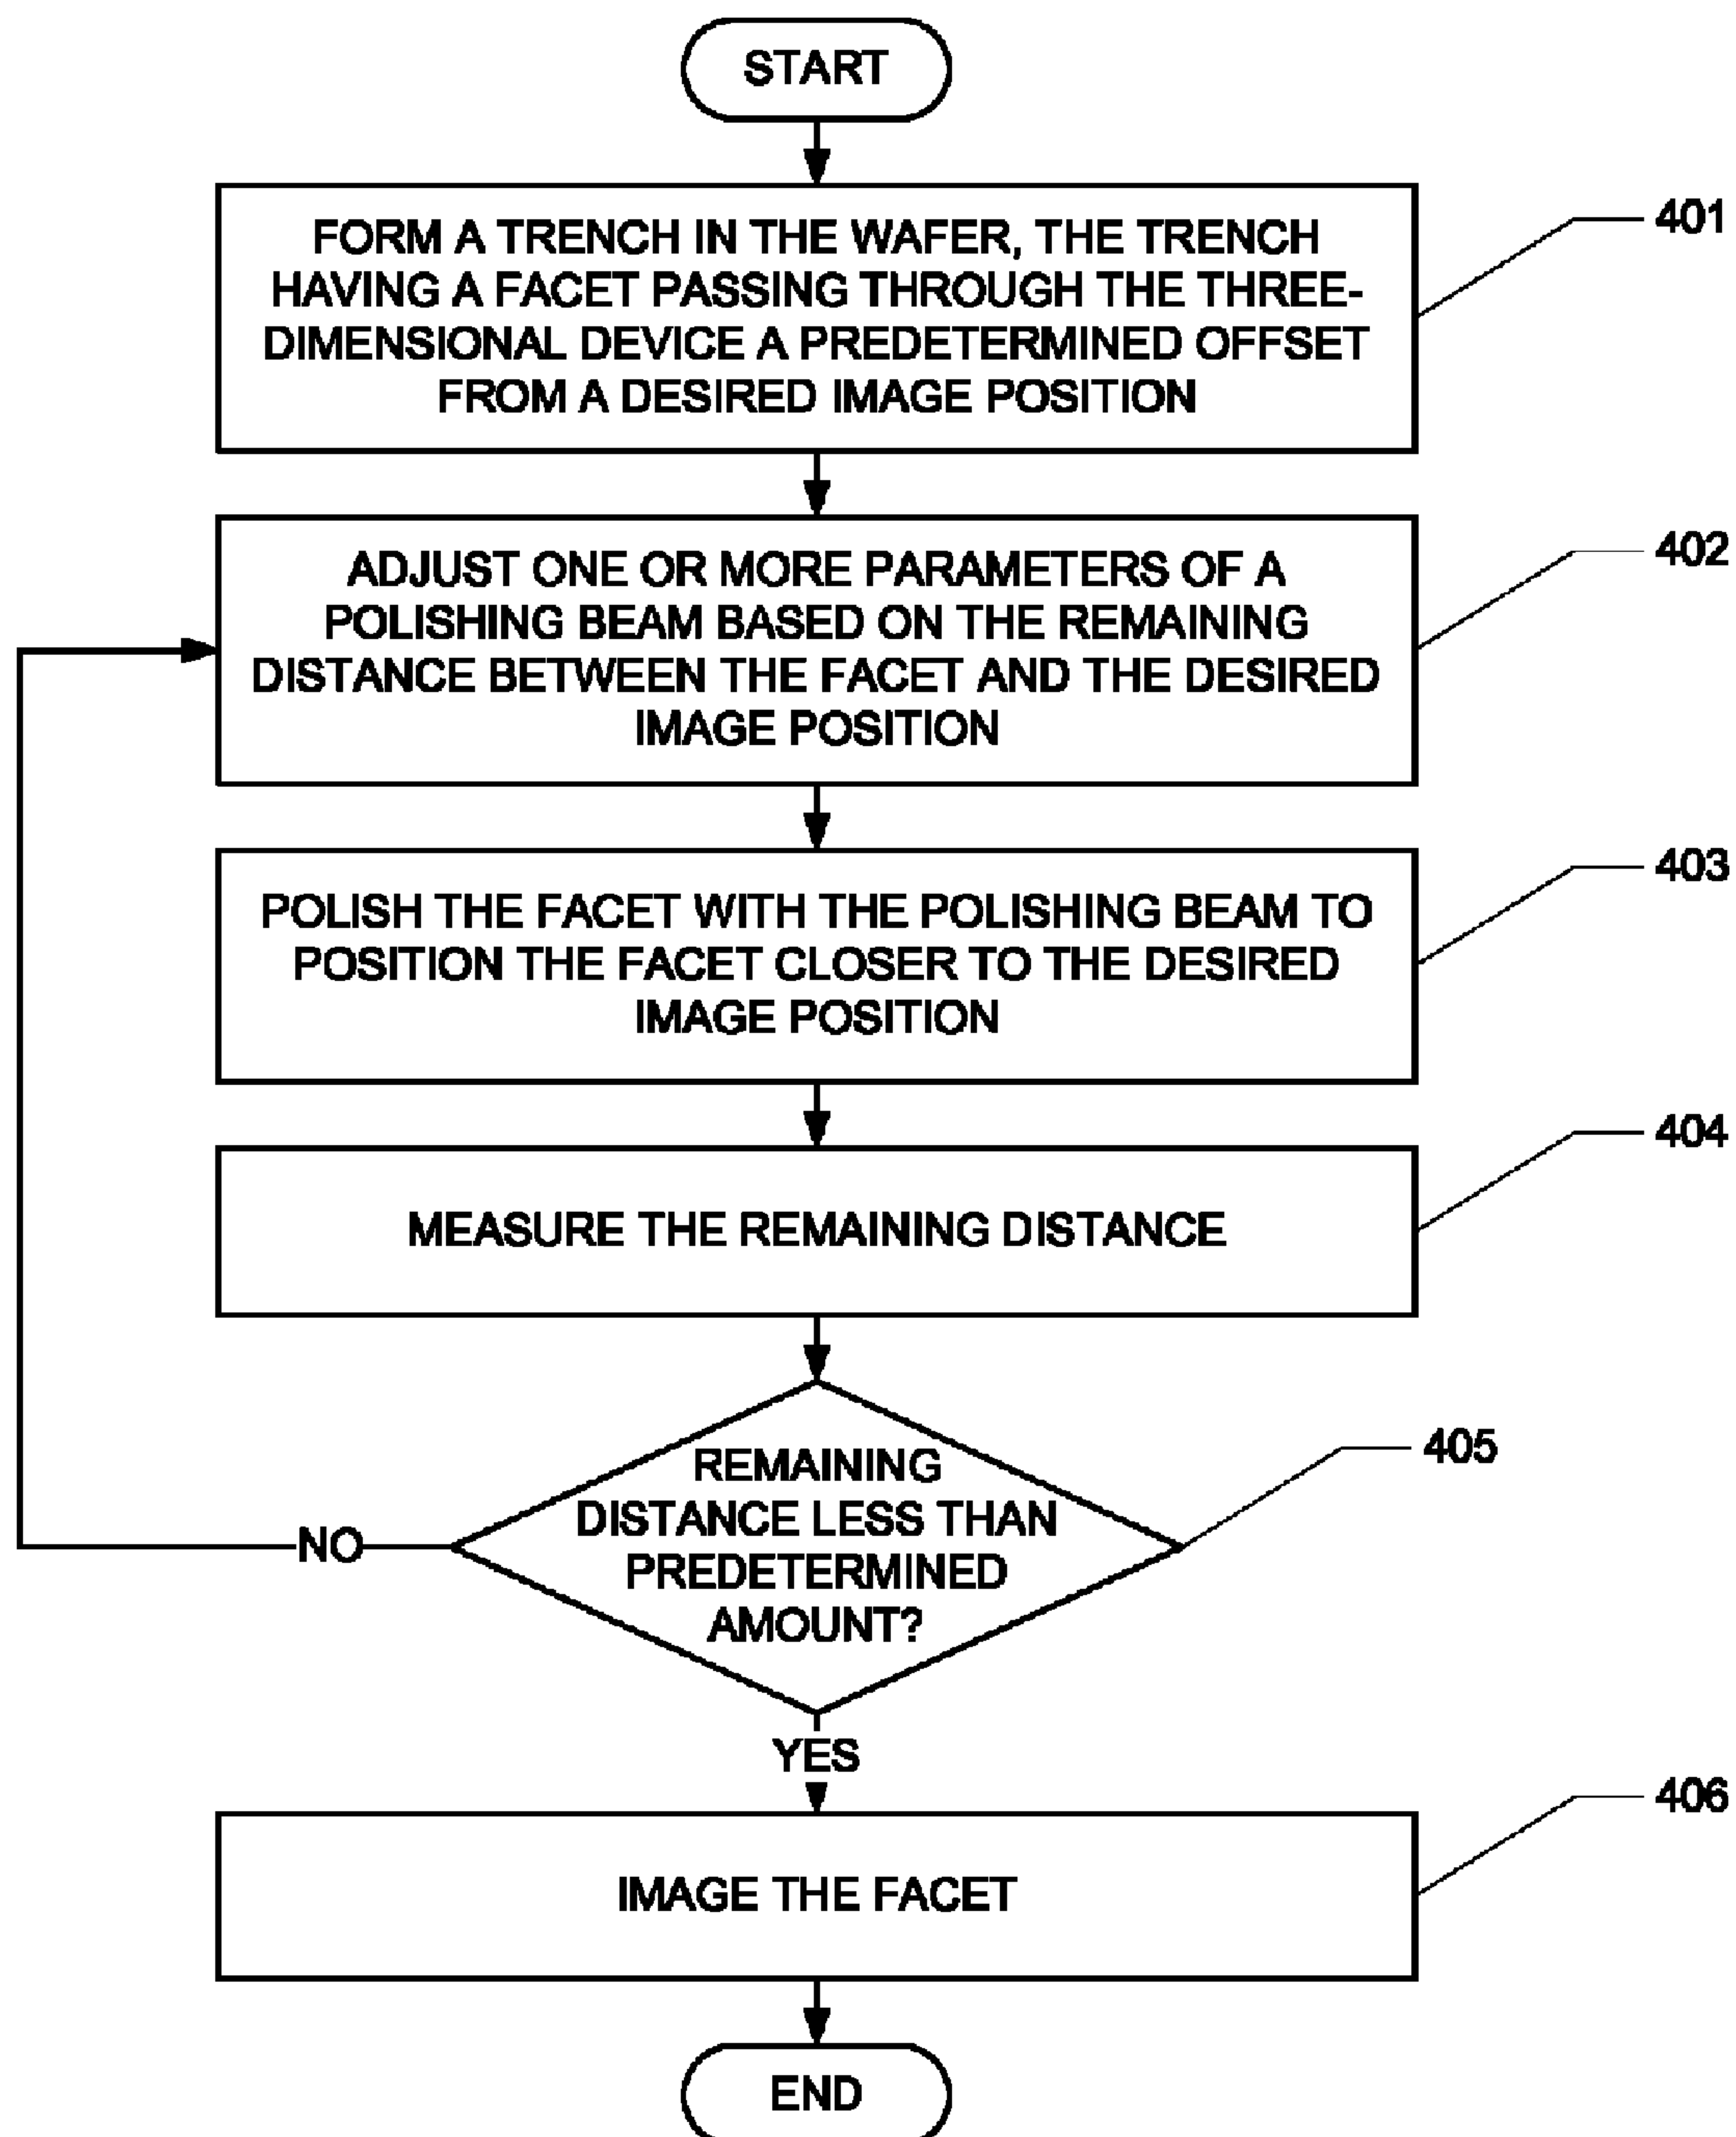 START
FORM A TRENCH IN THE WAFER, THE TRENCH
HAVING A FACET PASSING THROUGH THE THREE-
DIMENSIONAL DEVICE A PREDETERMINED OFFSET
FROM A DESIRED IMAGE POSITION
401
ADJUST ONE OR MORE PARAMETERS OF A
POLISHING BEAM BASED ON THE REMAINING
DISTANCE BETWEEN THE FACET AND THE DESIRED
IMAGE POSITION
402
POLISH THE FACET WITH THE POLISHING BEAM TO
POSITION THE FACET CLOSER TO THE DESIRED
IMAGE POSITION
403
MEASURE THE REMAINING DISTANCE
404
REMAINING
DISTANCE LESS THAN
PREDETERMINED
AMOUNT?
405
NO
YES
IMAGE THE FACET
406
END